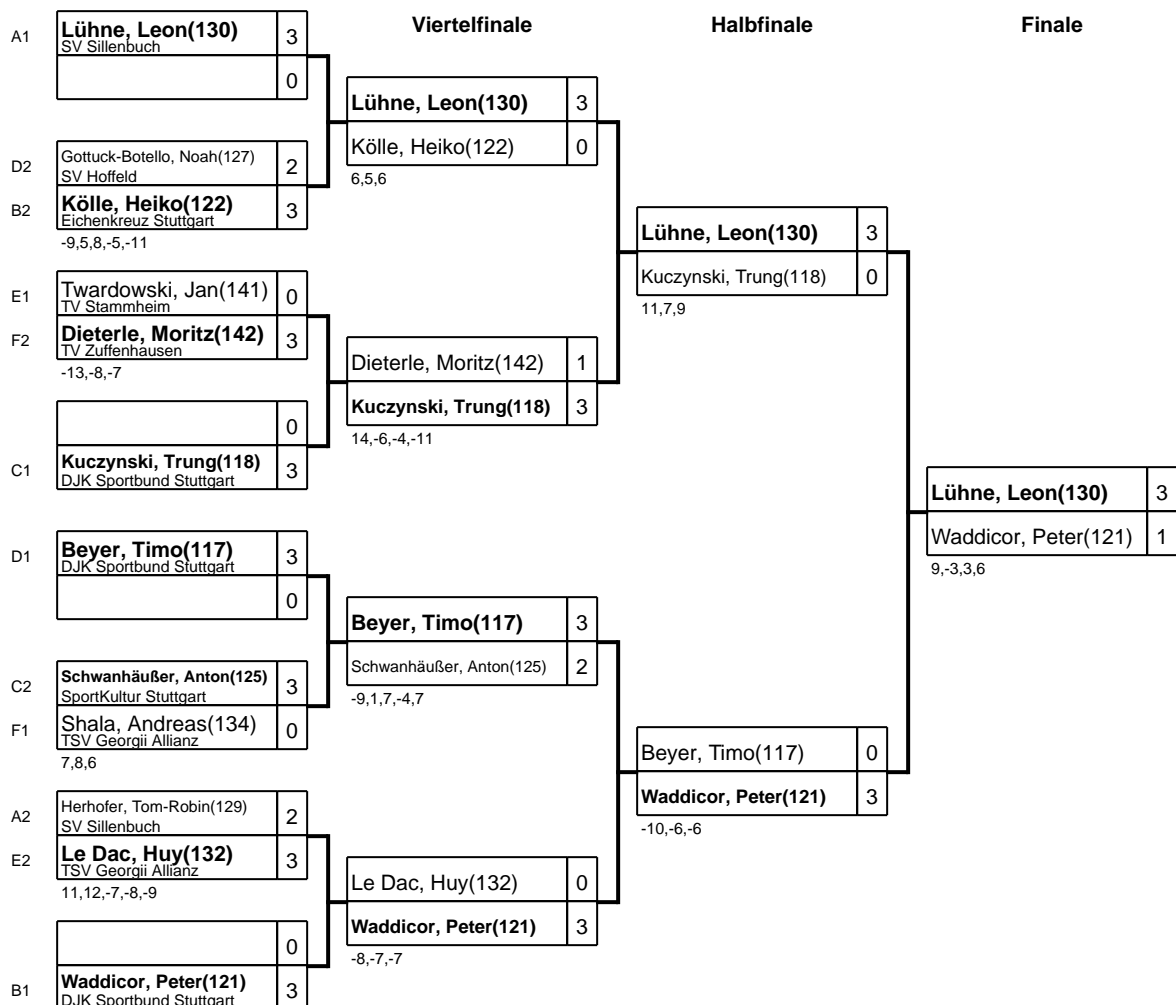 Viertelfinale
Halbfinale
Finale
A1
Lühne, Leon(130)
SV Sillenbuch
3
0
D2
Gottuck-Botello, Noah(127)
SV Hoffeld
2
B2
Kölle, Heiko(122)
Eichenkreuz Stuttgart
3
-9,5,8,-5,-11
E1
Twardowski, Jan(141)
TV Stammheim
0
F2
Dieterle, Moritz(142)
TV Zuffenhausen
3
-13,-8,-7
0
C1
Kuczynski, Trung(118)
DJK Sportbund Stuttgart
3
D1
Beyer, Timo(117)
DJK Sportbund Stuttgart
3
0
C2
Schwanhäußer, Anton(125)
SportKultur Stuttgart
3
F1
Shala, Andreas(134)
TSV Georgii Allianz
0
7,8,6
A2
Herhofer, Tom-Robin(129)
SV Sillenbuch
2
E2
Le Dac, Huy(132)
TSV Georgii Allianz
3
11,12,-7,-8,-9
0
B1
Waddicor, Peter(121)
DJK Sportbund Stuttgart
3
Lühne, Leon(130)
3
Kölle, Heiko(122)
0
6,5,6
Dieterle, Moritz(142)
1
Kuczynski, Trung(118)
3
14,-6,-4,-11
Beyer, Timo(117)
3
Schwanhäußer, Anton(125)
2
-9,1,7,-4,7
Le Dac, Huy(132)
0
Waddicor, Peter(121)
3
-8,-7,-7
Lühne, Leon(130)
3
Kuczynski, Trung(118)
0
11,7,9
Beyer, Timo(117)
0
Waddicor, Peter(121)
3
-10,-6,-6
Lühne, Leon(130)
3
Waddicor, Peter(121)
1
9,-3,3,6